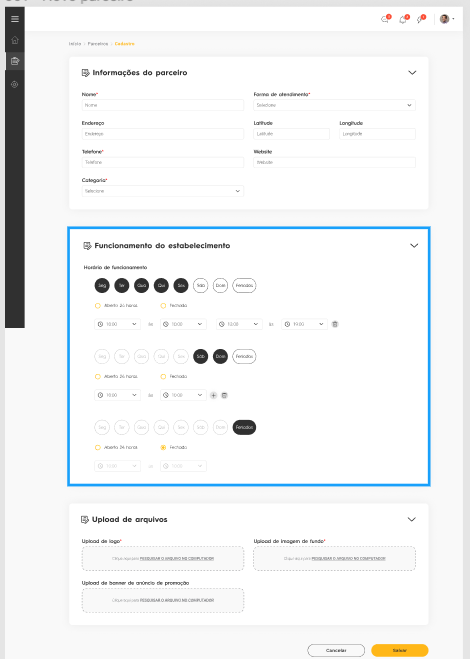 001 - Novo parceiro
Início > Parceiros > Cadastro
Informações do parceiro
Nome* Forma de atendimento*
Nome Selecione
Endereço Latitude Longitude
Endereço Latitude Longitude
Telefone* Website
Telefone Website
Categoria*
Selecione
Funcionamento do estabelecimento
Horário de funcionamento
Seg Ter Qua Qui Sex Sáb Dom Feriados
Aberto 24 horas Fechado
10:00 às 12:00 13:00 às 19:00
Seg Ter Qua Qui Sex Sáb Dom Feriados
Aberto 24 horas Fechado
10:00 às 12:00
Seg Ter Qua Qui Sex Sáb Dom Feriados
Aberto 24 horas Fechado
às
Upload de arquivos
Upload de logo* Upload de imagem de fundo*
Clique aqui para PESQUISAR O ARQUIVO NO COMPUTADOR Clique aqui para PESQUISAR O ARQUIVO NO COMPUTADOR
Upload de banner de anúncio de promoção
Clique aqui para PESQUISAR O ARQUIVO NO COMPUTADOR
Cancelar Salvar